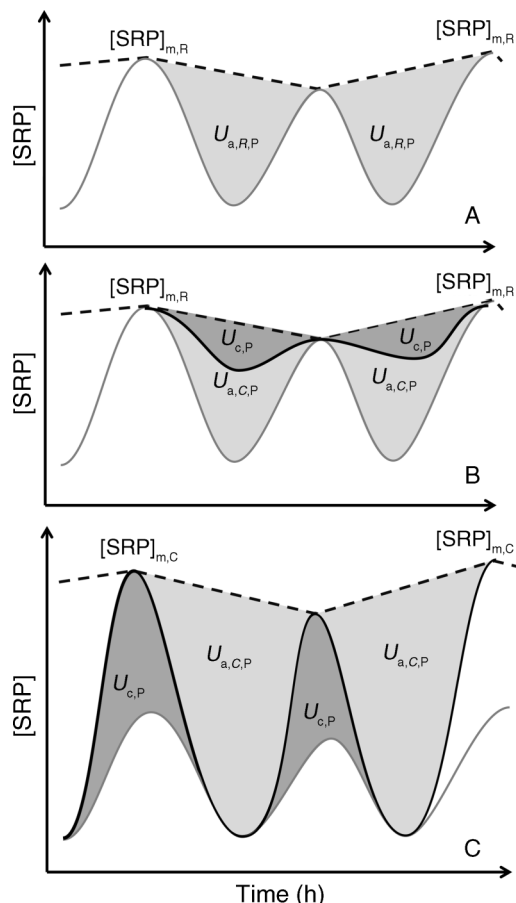 [SRP]m,R [SRP]m,R
[SRP]
Ua,R,P Ua,R,P
A
[SRP]m,R [SRP]m,R
[SRP]
Uc,P Uc,P
Ua,C,P Ua,C,P
B
[SRP]m,C [SRP]m,C
[SRP]
Ua,C,P Ua,C,P
Uc,P Uc,P
C
Time (h)